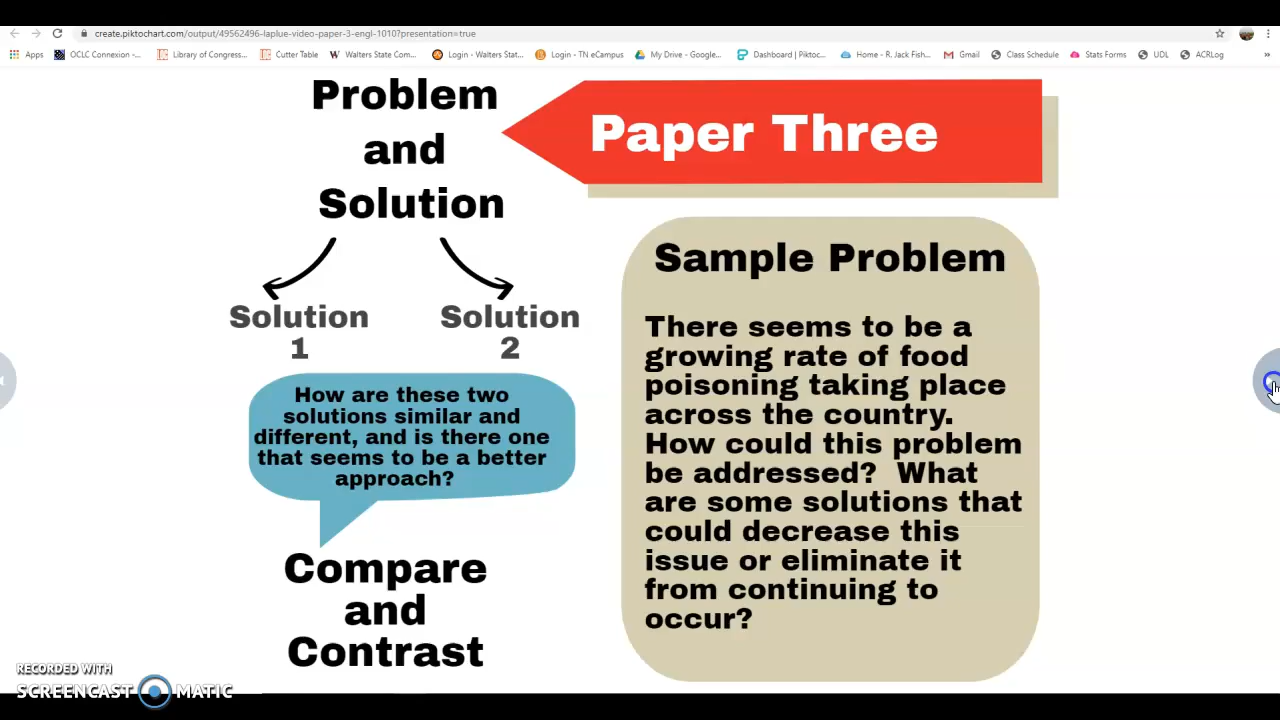 create.piktochart.com/output/49562496-laplue-video-paper-3-engl-1010?presentation=true
Apps OCLC Connexion -... Library of Congress... Cutter Table Walters State Com... Login - Walters Stat... Login - TN eCampus My Drive - Google... Dashboard | Piktoc... Home - R. Jack Fish... Gmail Class Schedule Stats Forms UDL ACRLog »
Problem
and
Solution
Paper Three
Solution
1
Solution
2
How are these two
solutions similar and
different, and is there one
that seems to be a better
approach?
Compare
and
Contrast
Sample Problem
There seems to be a
growing rate of food
poisoning taking place
across the country.
How could this problem
be addressed?  What
are some solutions that
could decrease this
issue or eliminate it
from continuing to
occur?
RECORDED WITH
SCREENCAST MATIC